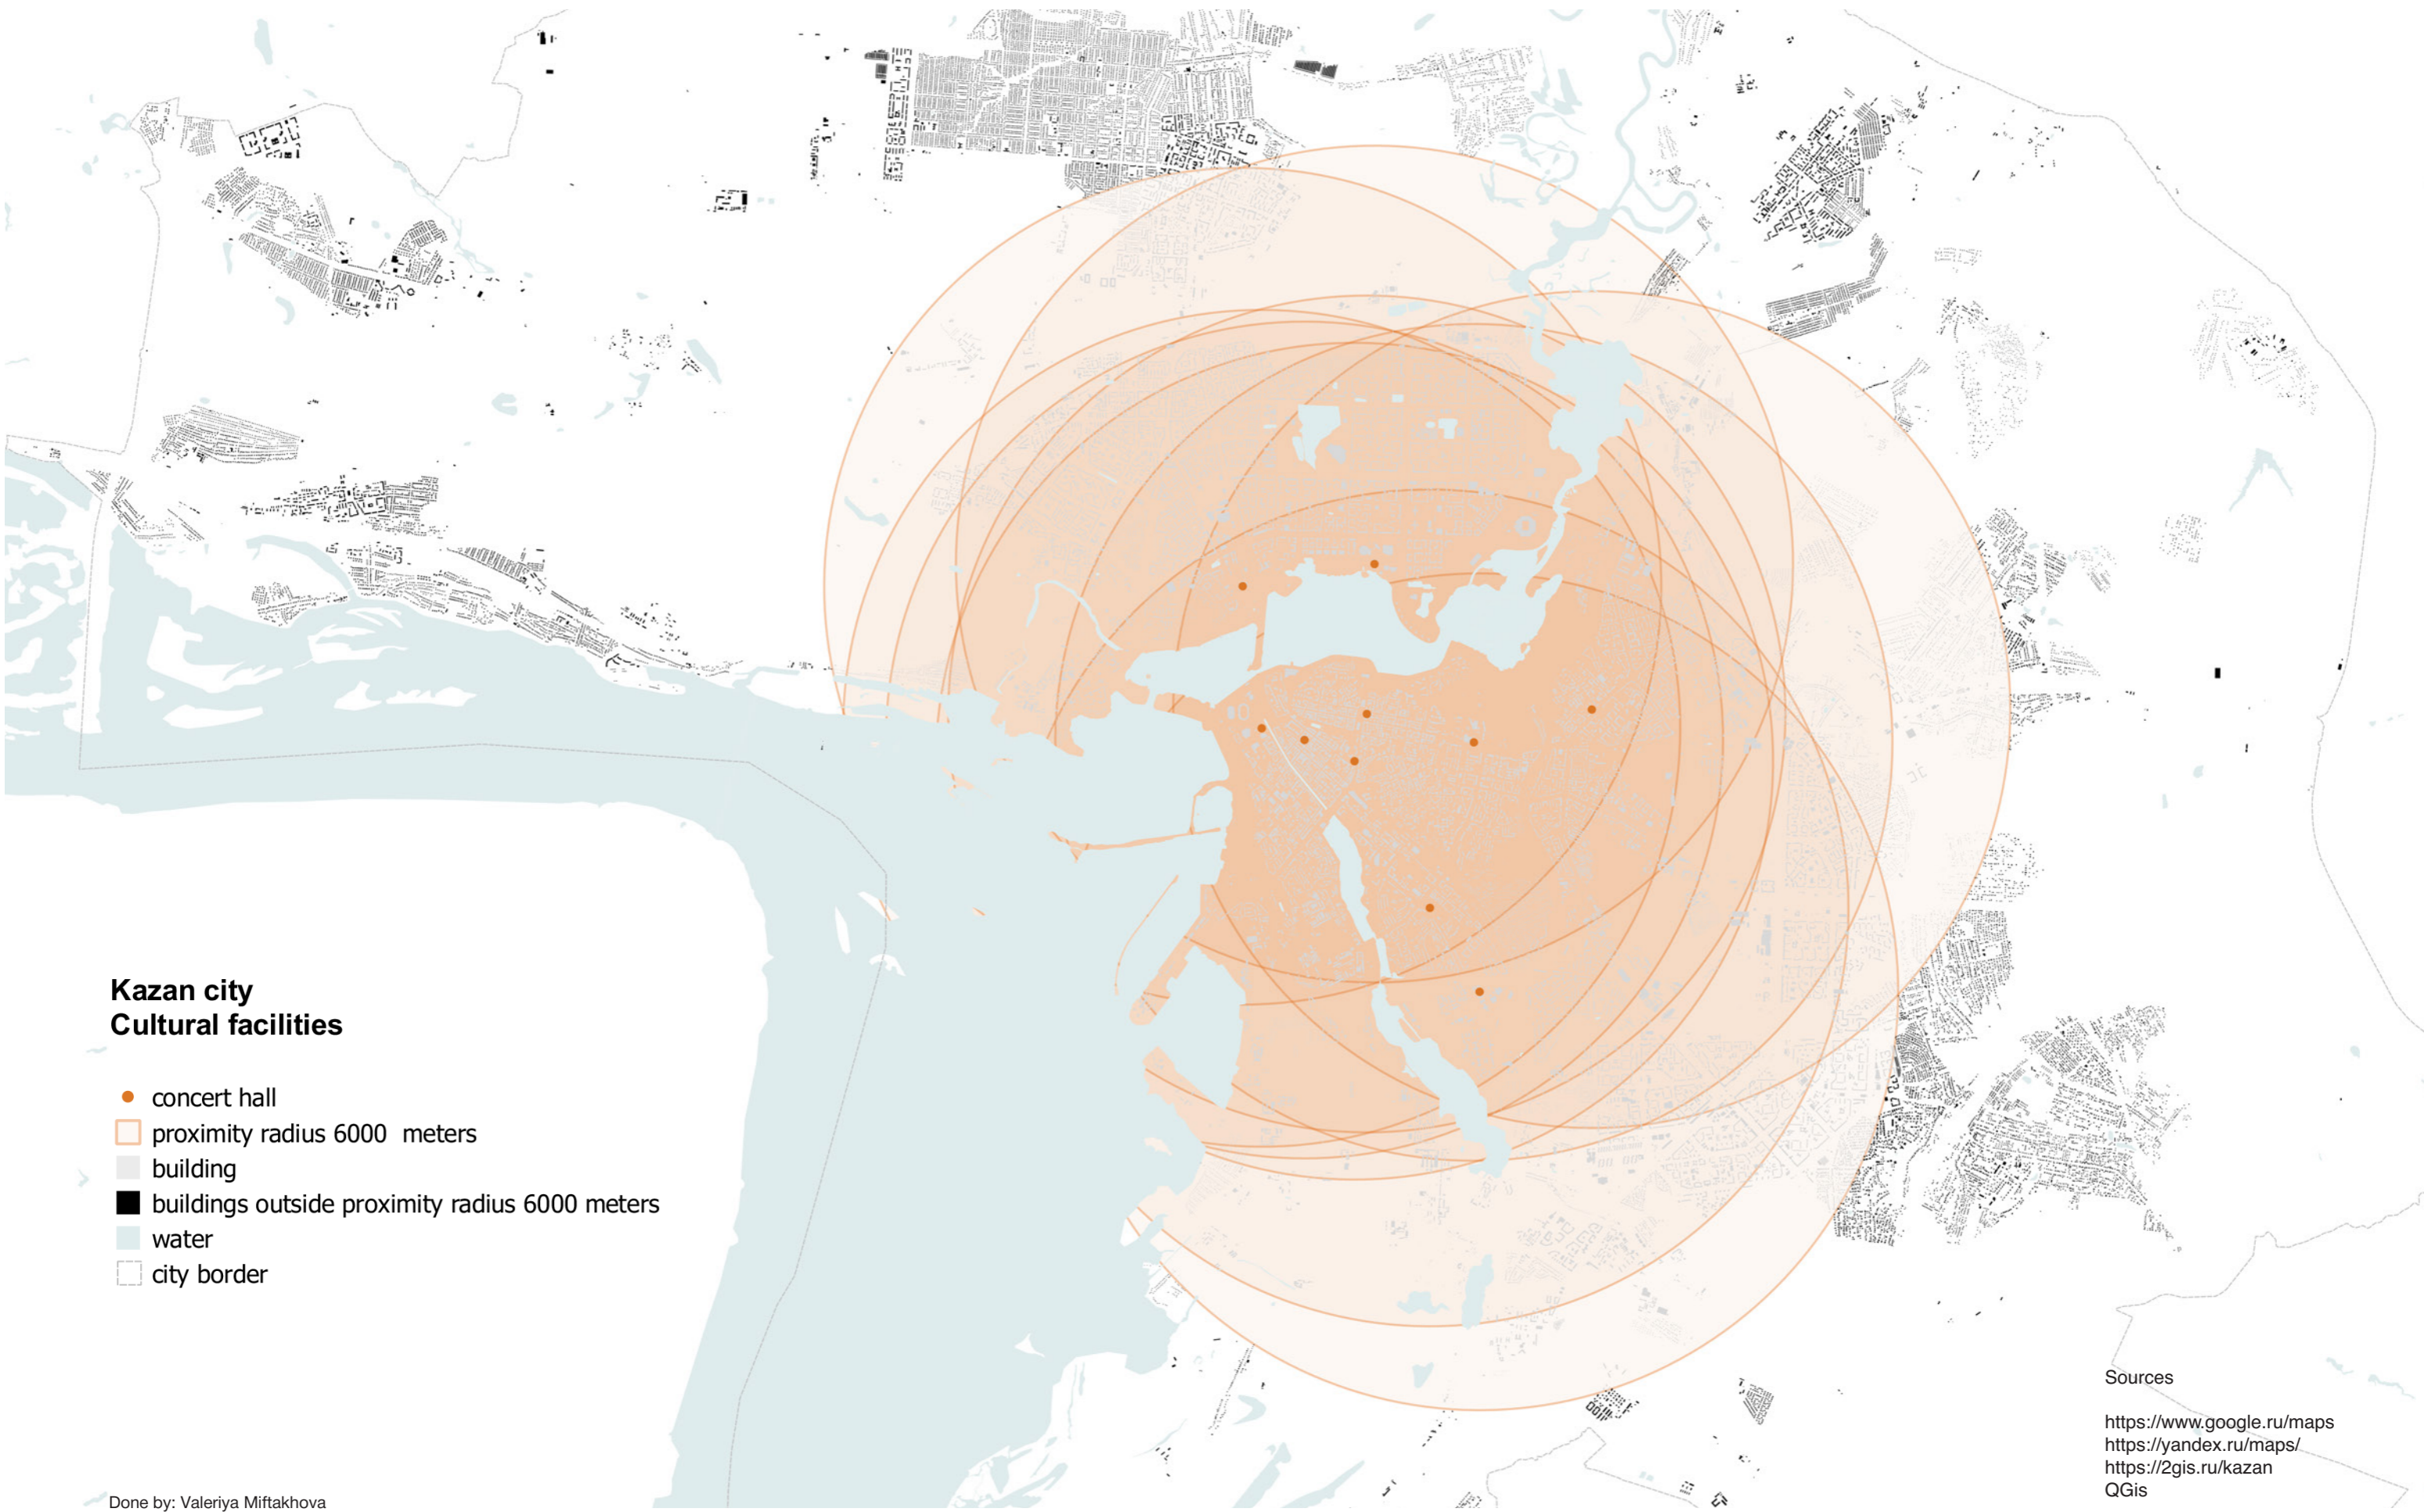 Kazan city
Cultural facilities
concert hall
proximity radius 6000 meters
building
buildings outside proximity radius 6000 meters
water
city border
Sources
https://www.google.ru/maps
https://yandex.ru/maps/
https://2gis.ru/kazan
QGis
Done by: Valeriya Miftakhova